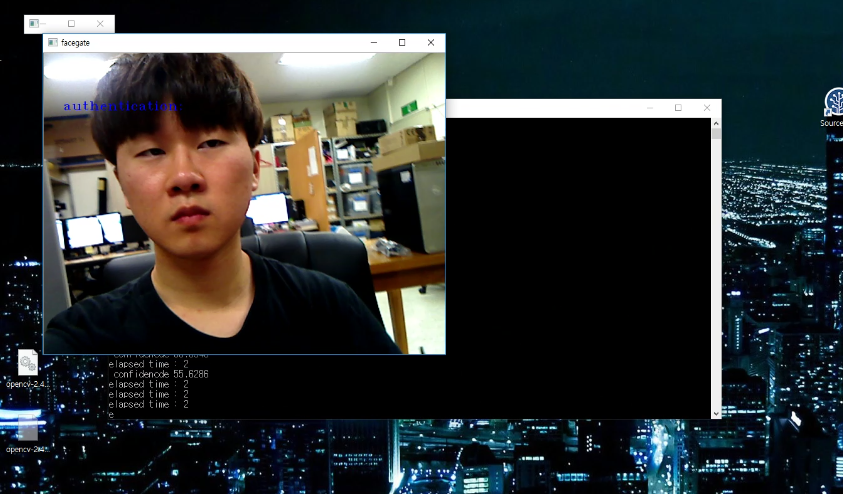 facegate
authentication
Source
elapsed time : 2
confidencde 55.6286
elapsed time : 2
elapsed time : 2
elapsed time : 2
e
opencv-2.4...
opencv-2.4...